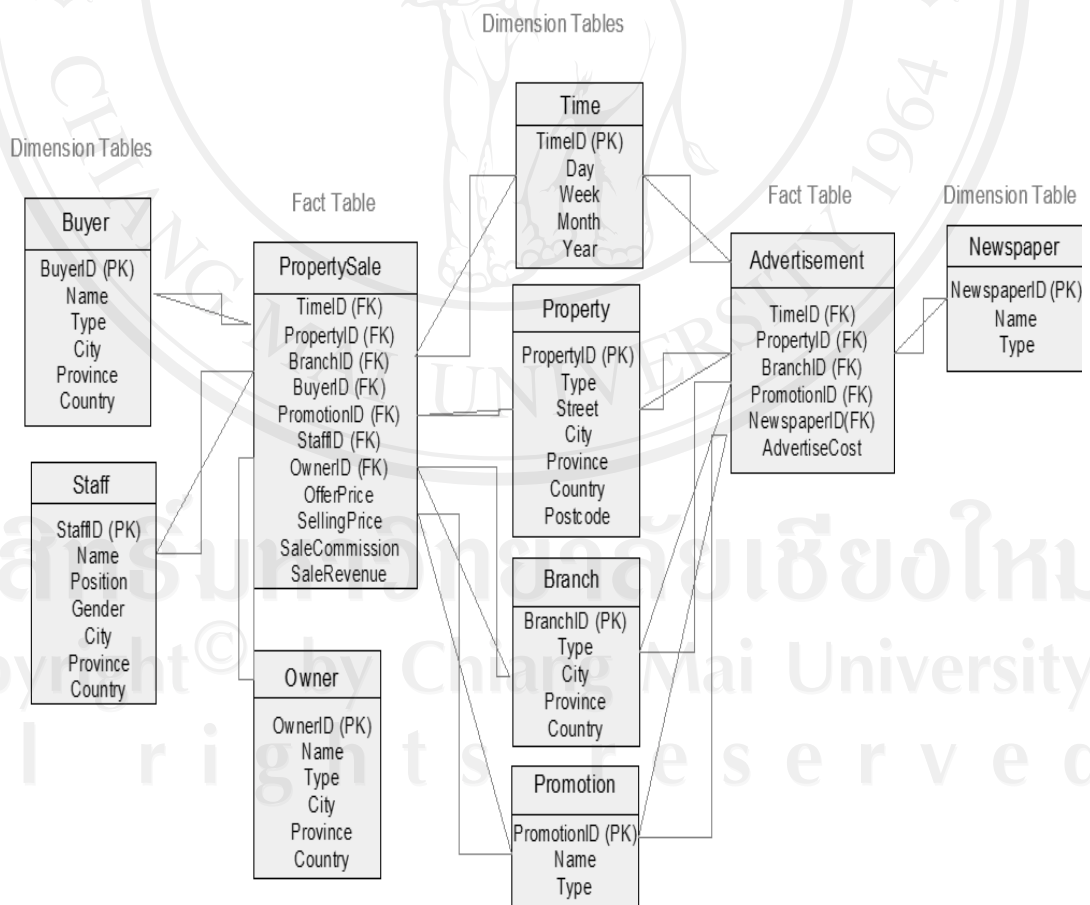 Dimension Tables
Dimension Tables
Fact Table
Fact Table
Dimension Table
Buyer
BuyerID (PK)
Name
Type
City
Province
Country
Staff
StaffID (PK)
Name
Position
Gender
City
Province
Country
PropertySale
TimeID (FK)
PropertyID (FK)
BranchID (FK)
BuyerID (FK)
PromotionID (FK)
StaffID (FK)
OwnerID (FK)
OfferPrice
SellingPrice
SaleCommission
SaleRevenue
Owner
OwnerID (PK)
Name
Type
City
Province
Country
Time
TimeID (PK)
Day
Week
Month
Year
Property
PropertyID (PK)
Type
Street
City
Province
Country
Postcode
Branch
BranchID (PK)
Type
City
Province
Country
Promotion
PromotionID (PK)
Name
Type
Advertisement
TimeID (FK)
PropertyID (FK)
BranchID (FK)
PromotionID (FK)
NewspaperID(FK)
AdvertiseCost
Newspaper
NewspaperID (PK)
Name
Type
CHIANG MAI UNIVERSITY 1964
by Chiang Mai University
rights reserved